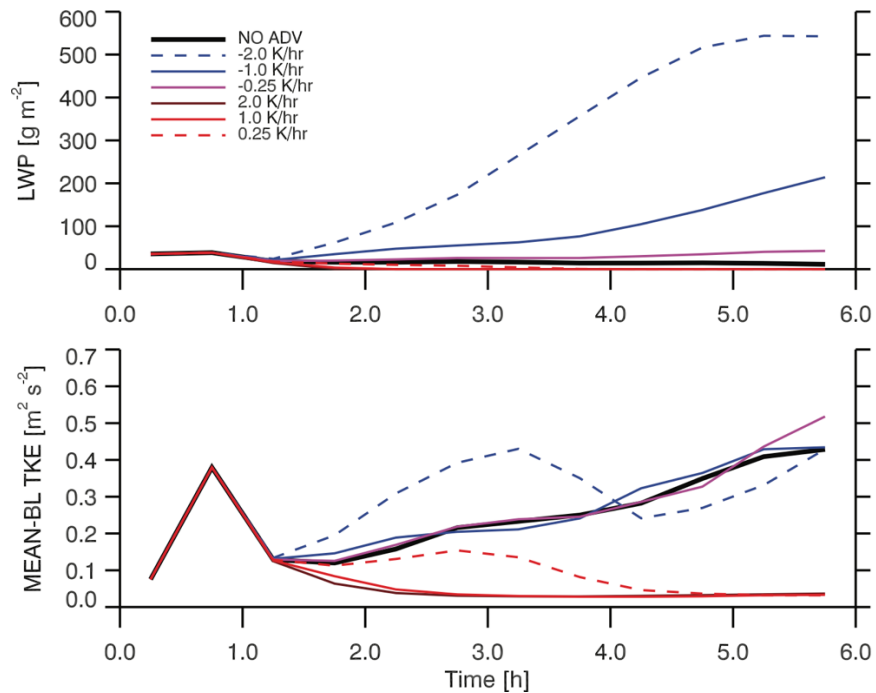 600
500
400
300
200
100
0
LWP [g m-2]
NO ADV
-2.0 K/hr
-1.0 K/hr
-0.25 K/hr
2.0 K/hr
1.0 K/hr
0.25 K/hr
0.0 1.0 2.0 3.0 4.0 5.0 6.0
0.7
0.6
0.5
0.4
0.3
0.2
0.1
0.0
MEAN-BL TKE [m2 s-2]
0.0 1.0 2.0 3.0 4.0 5.0 6.0
Time [h]